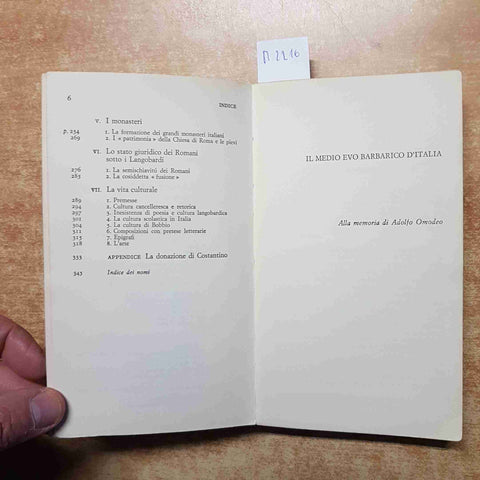 П2216
6
INDICE
V. I monasteri
p. 254 1. La formazione dei grandi monasteri italiani
269 2. I « patrimonia » della Chiesa di Roma e le pievi
VI. Lo stato giuridico dei Romani
sotto i Langobardi
276 1. La semischiavitú dei Romani
283 2. La cosiddetta « fusione »
VII. La vita culturale
289 1. Premesse
294 2. Cultura cancelleresca e retorica
297 3. Inesistenza di poesia e cultura langobardica
301 4. La cultura scolastica in Italia
304 5. La cultura di Bobbio
311 6. Composizioni con pretese letterarie
325 7. Epigrafi
8. L'arte
333 APPENDICE La donazione di Costantino
343 Indice dei nomi
IL MEDIO EVO BARBARICO D'ITALIA
Alla memoria di Adolfo Omodeo